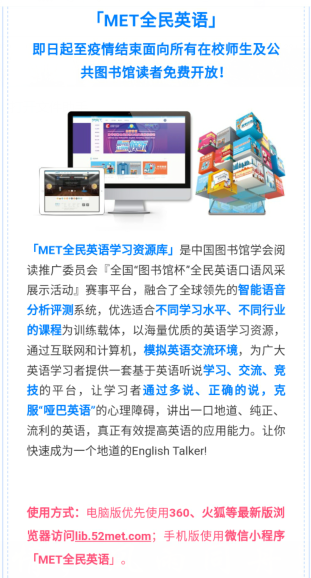 「MET全民英语」
即日起至疫情结束面向所有在校师生及公
共图书馆读者免费开放！
「MET全民英语学习资源库」是中国图书馆学会阅
读推广委员会『全国“图书馆杯”全民英语口语风采
展示活动』赛事平台，融合了全球领先的智能语音
分析评测系统，优选适合不同学习水平、不同行业
的课程为训练载体，以海量优质的英语学习资源，
通过互联网和计算机，模拟英语交流环境，为广大
英语学习者提供一套基于英语听说学习、交流、竞
技的平台，让学习者通过多说、正确的说，克
服“哑巴英语”的心理障碍，讲出一口地道、纯正、
流利的英语，真正有效提高英语的应用能力。让你
快速成为一个地道的English Talker!
使用方式：电脑版优先使用360、火狐等最新版浏
览器访问lib.52met.com；手机版使用微信小程序
「MET全民英语」。